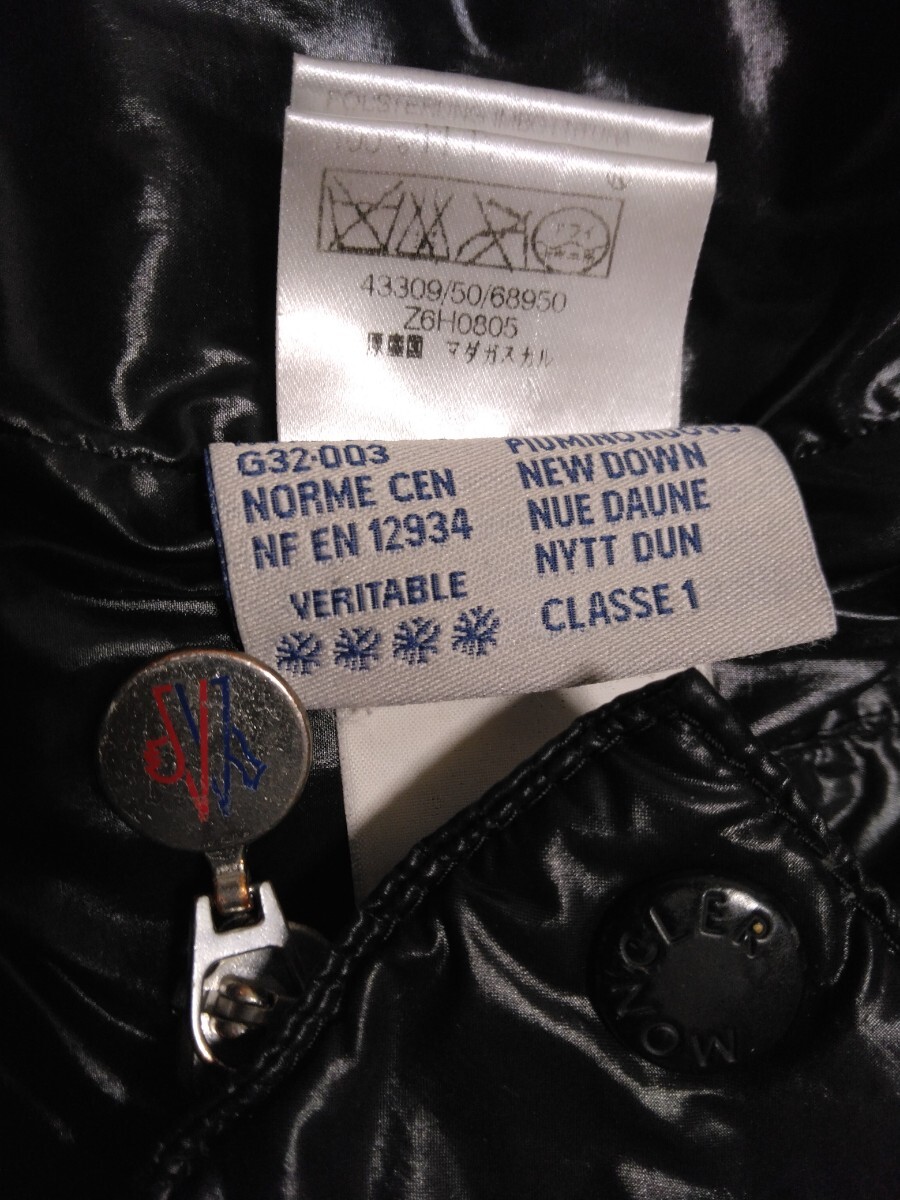 43309/50/68950
Z6H0805
原産国 マダガスカル
G32-003
NORME CEN
NF EN 12934
VERITABLE
NEW DOWN
NUE DAUNE
NYTT DUN
CLASSE 1
MONCLER